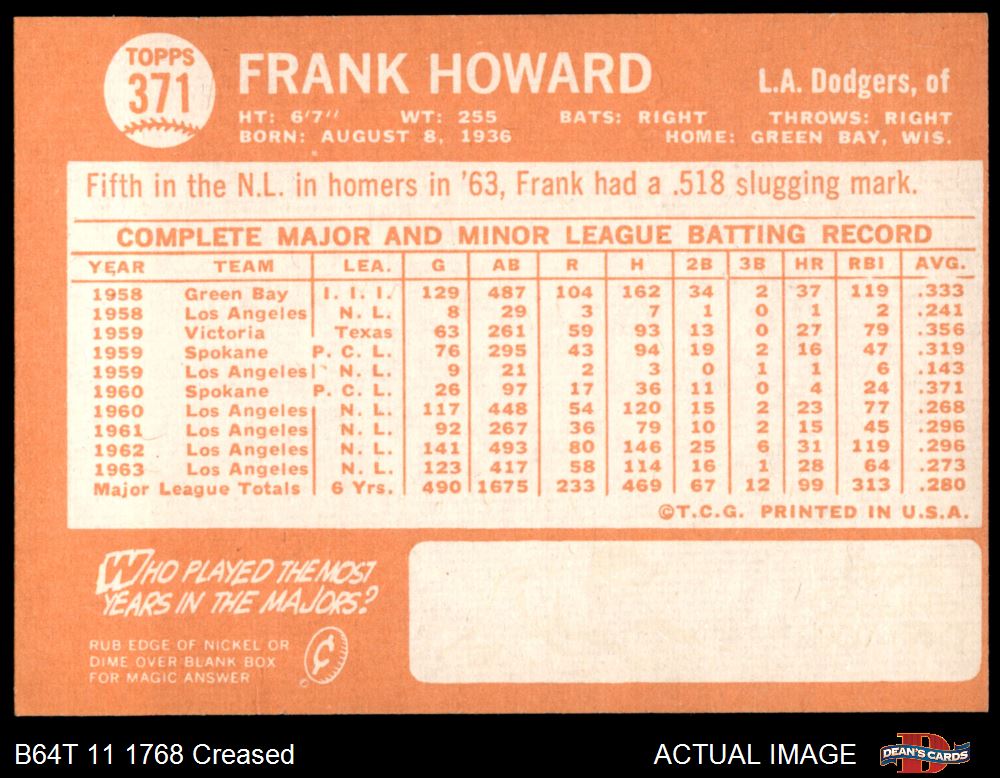 TOPPS
371
FRANK HOWARD
L.A. Dodgers, of
HT: 6'7" WT: 255 BATS: RIGHT THROWS: RIGHT
BORN: AUGUST 8, 1936 HOME: GREEN BAY, WIS.
Fifth in the N.L. in homers in '63, Frank had a .518 slugging mark.
COMPLETE MAJOR AND MINOR LEAGUE BATTING RECORD
YEAR TEAM LEA. G AB R H 2B 3B HR RBI AVG.
1958 Green Bay I. I. I. 129 487 104 162 34 2 37 119 .333
1958 Los Angeles N. L. 8 29 3 7 1 0 1 2 .241
1959 Victoria Texas 63 261 59 93 13 0 27 79 .356
1959 Spokane P. C. L. 76 295 43 94 19 2 16 47 .319
1959 Los Angeles N. L. 9 21 2 3 0 1 1 6 .143
1960 Spokane P. C. L. 26 97 17 36 11 0 4 24 .371
1960 Los Angeles N. L. 117 448 54 120 15 2 23 77 .268
1961 Los Angeles N. L. 92 267 36 79 10 2 15 45 .296
1962 Los Angeles N. L. 141 493 80 146 25 6 31 119 .296
1963 Los Angeles N. L. 123 417 58 114 16 1 28 64 .273
Major League Totals 6 Yrs. 490 1675 233 469 67 12 99 313 .280
©T.C.G. PRINTED IN U.S.A.
WHO PLAYED THE MOST
YEARS IN THE MAJORS?
RUB EDGE OF NICKEL OR
DIME OVER BLANK BOX
FOR MAGIC ANSWER
¢
B64T 11 1768 Creased
ACTUAL IMAGE
DEAN'S CARDS